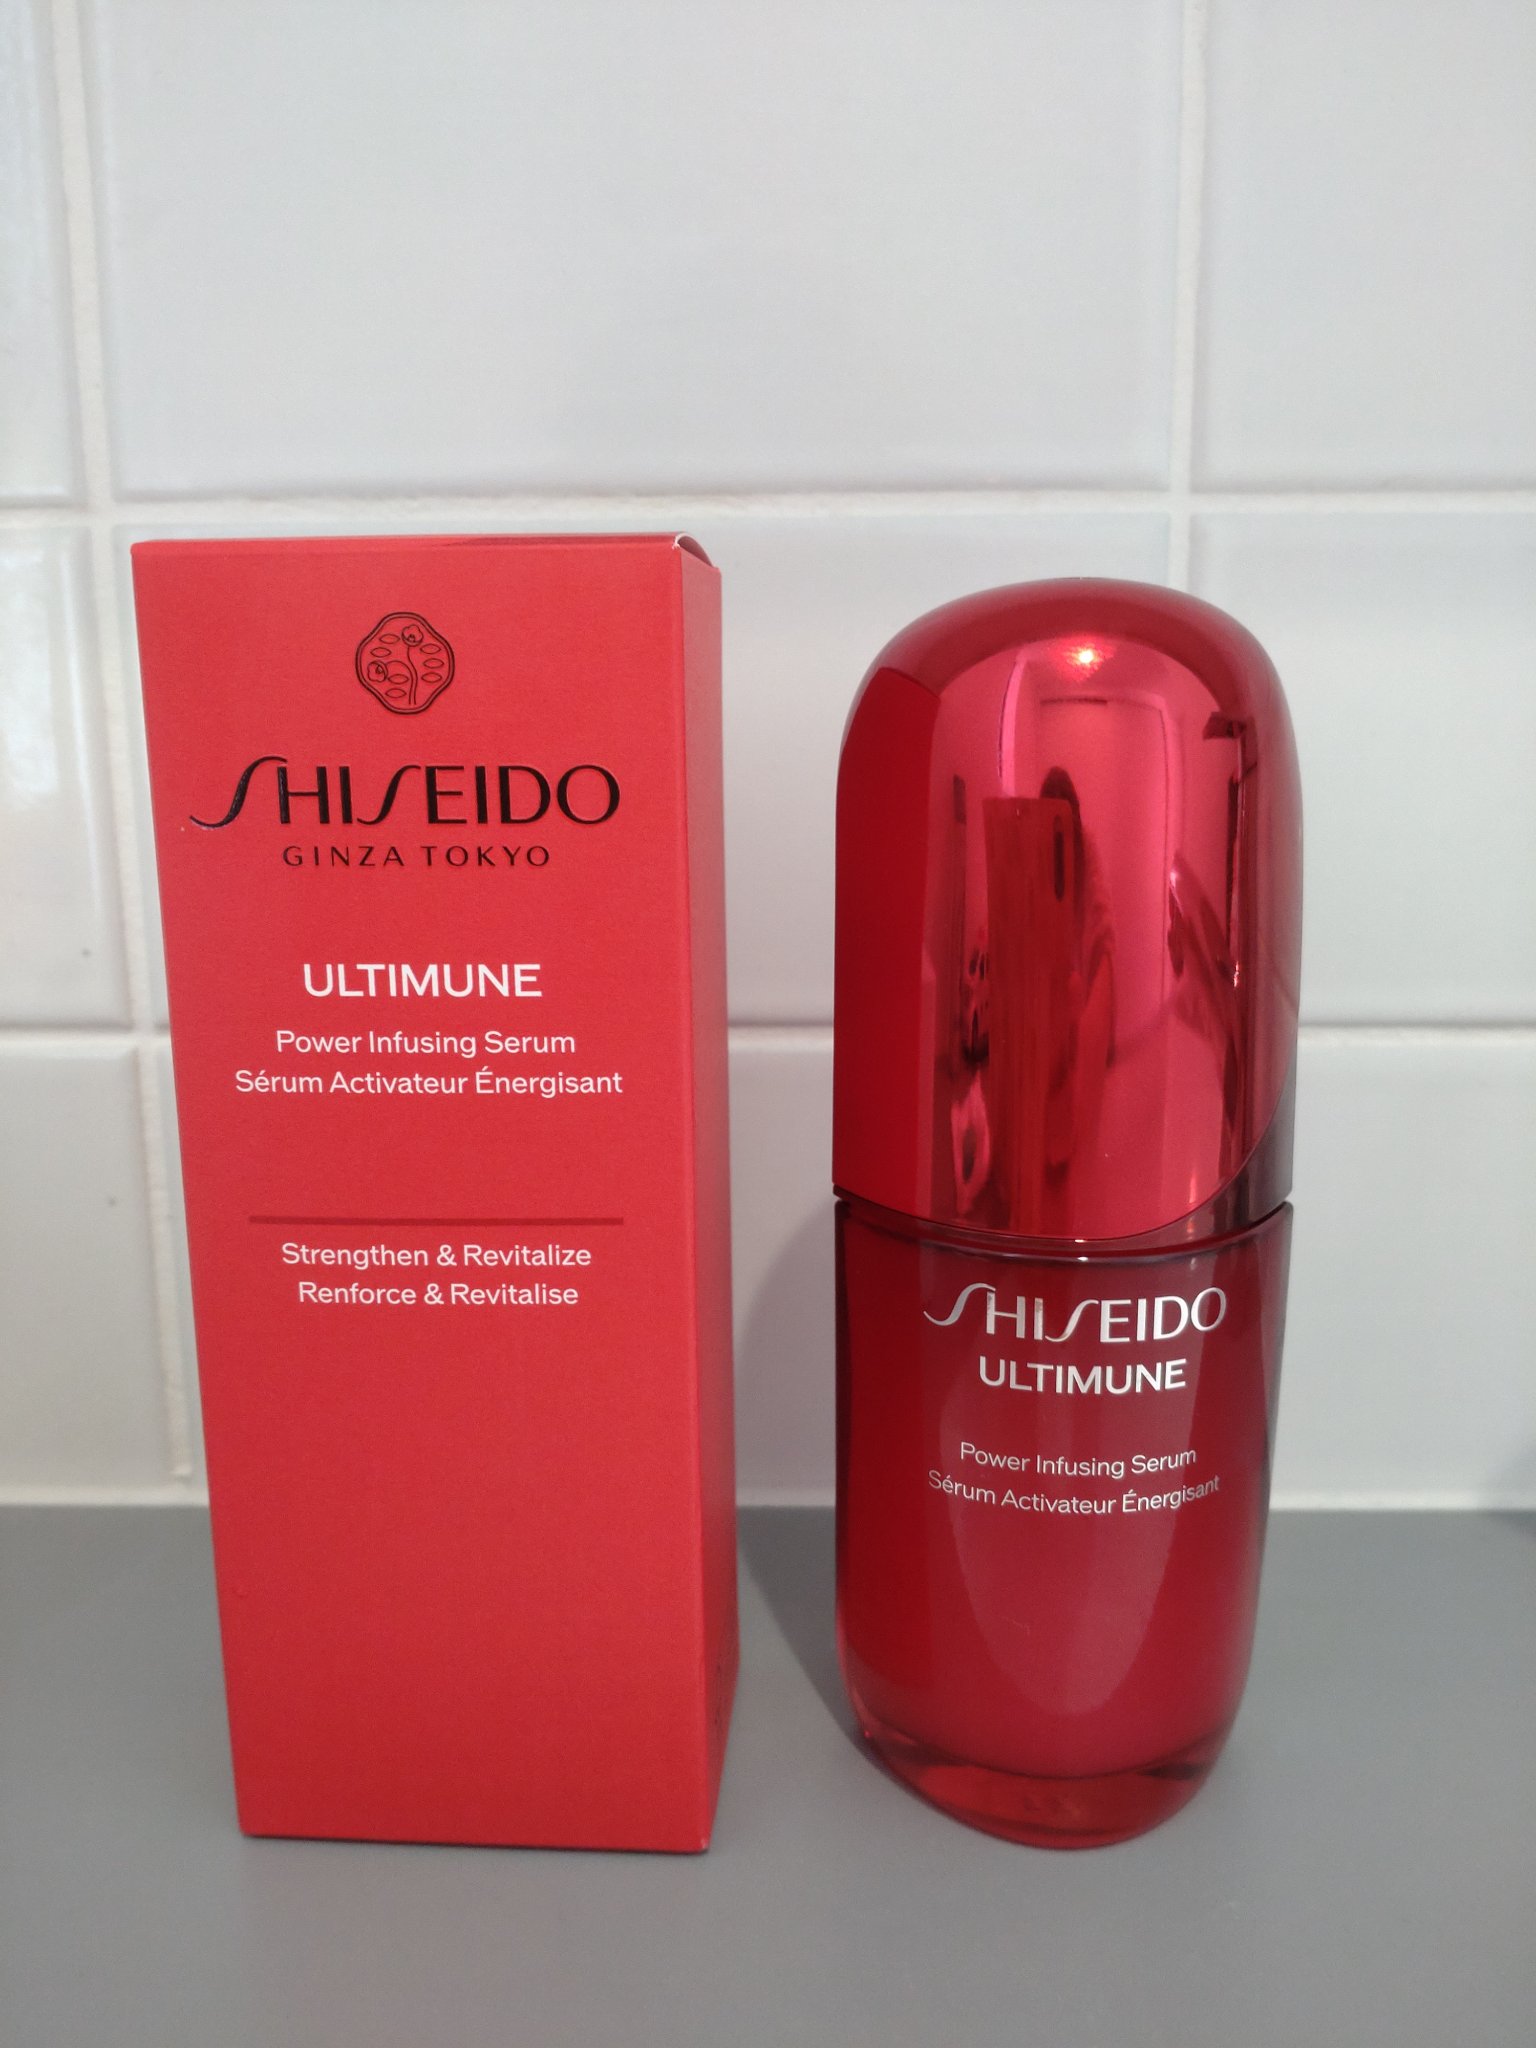 SHISEIDO
GINZA TOKYO
ULTIMUNE
Power Infusing Serum
Sérum Activateur Énergisant
Strengthen & Revitalize
Renforce & Revitalise
SHISEIDO
ULTIMUNE
Power Infusing Serum
Sérum Activateur Énergisant